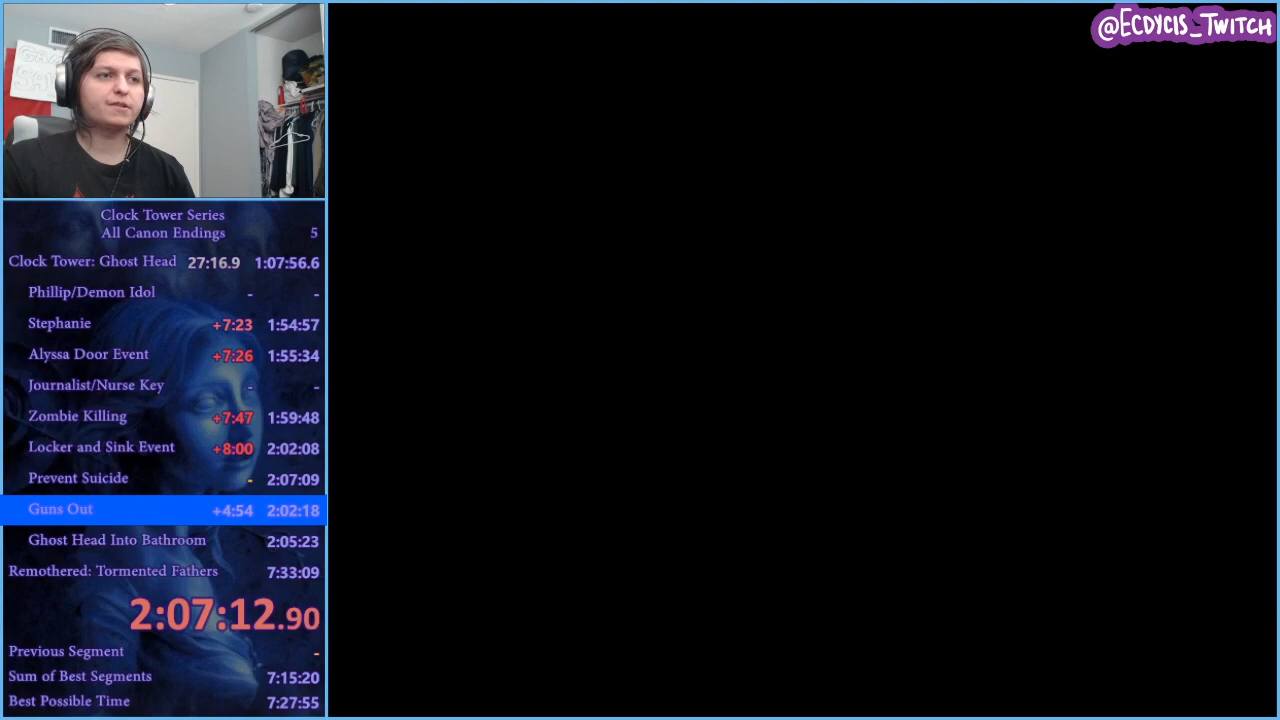 @ECDYCIS_TWITCH
Clock Tower Series
All Canon Endings 5
Clock Tower: Ghost Head 27:16.9 1:07:56.6
Phillip/Demon Idol - -
Stephanie +7:23 1:54:57
Alyssa Door Event +7:26 1:55:34
Journalist/Nurse Key - -
Zombie Killing +7:47 1:59:48
Locker and Sink Event +8:00 2:02:08
Prevent Suicide - 2:07:09
Guns Out +4:54 2:02:18
Ghost Head Into Bathroom 2:05:23
Remothered: Tormented Fathers 7:33:09
2:07:12.90
Previous Segment -
Sum of Best Segments 7:15:20
Best Possible Time 7:27:55